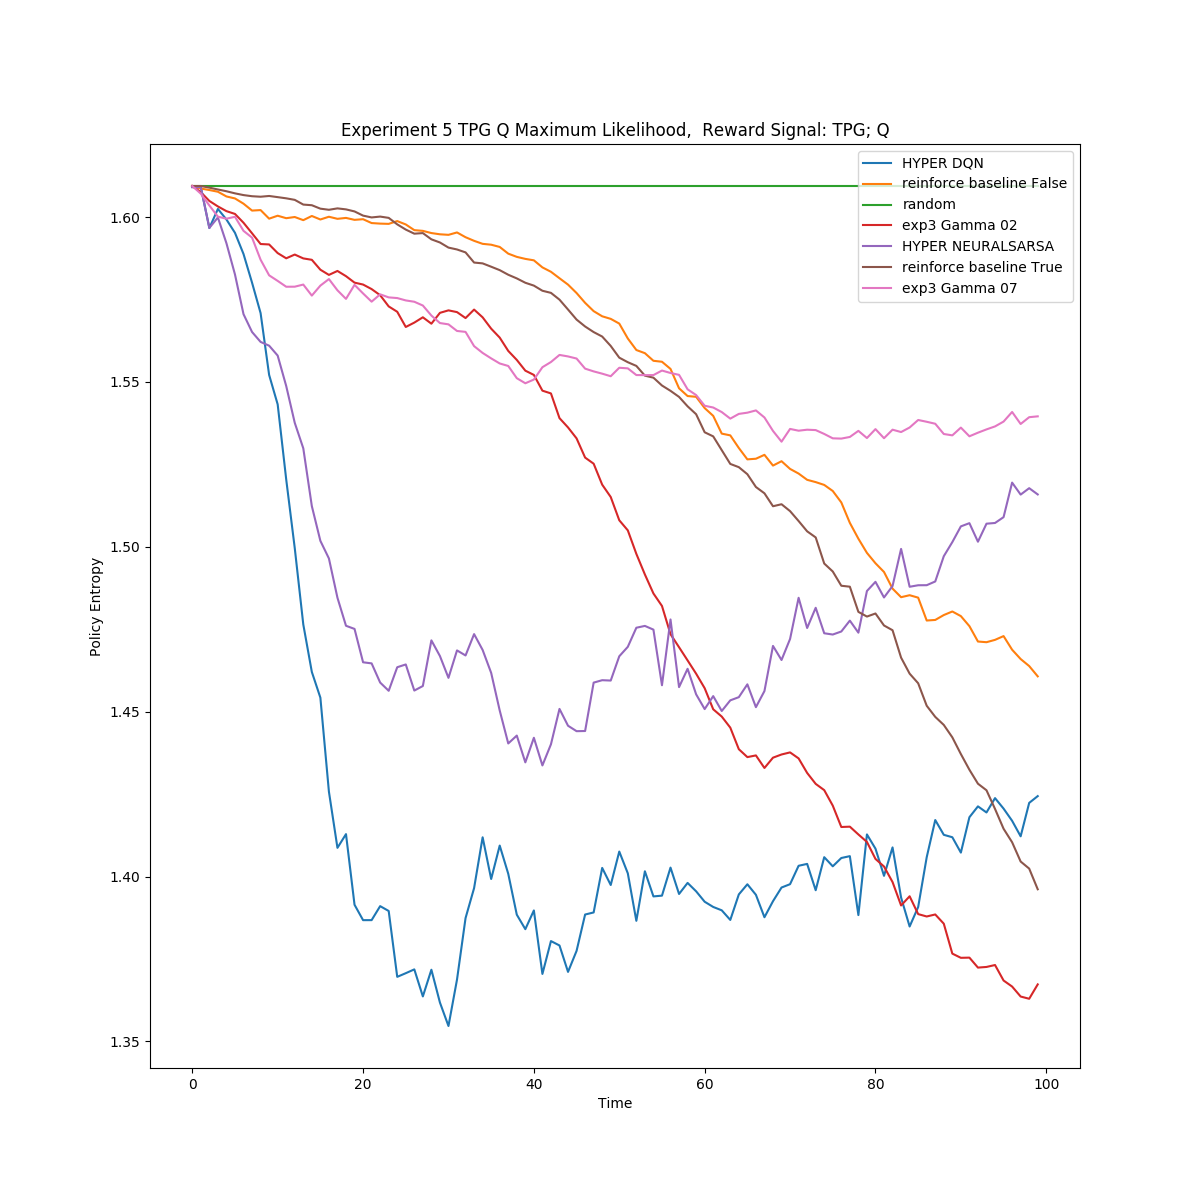 Experiment 5 TPG Q Maximum Likelihood,  Reward Signal: TPG; Q
HYPER DQN
reinforce baseline False
random
exp3 Gamma 02
HYPER NEURALSARSA
reinforce baseline True
exp3 Gamma 07
Policy Entropy
1.60
1.55
1.50
1.45
1.40
1.35
0 20 40 60 80 100
Time